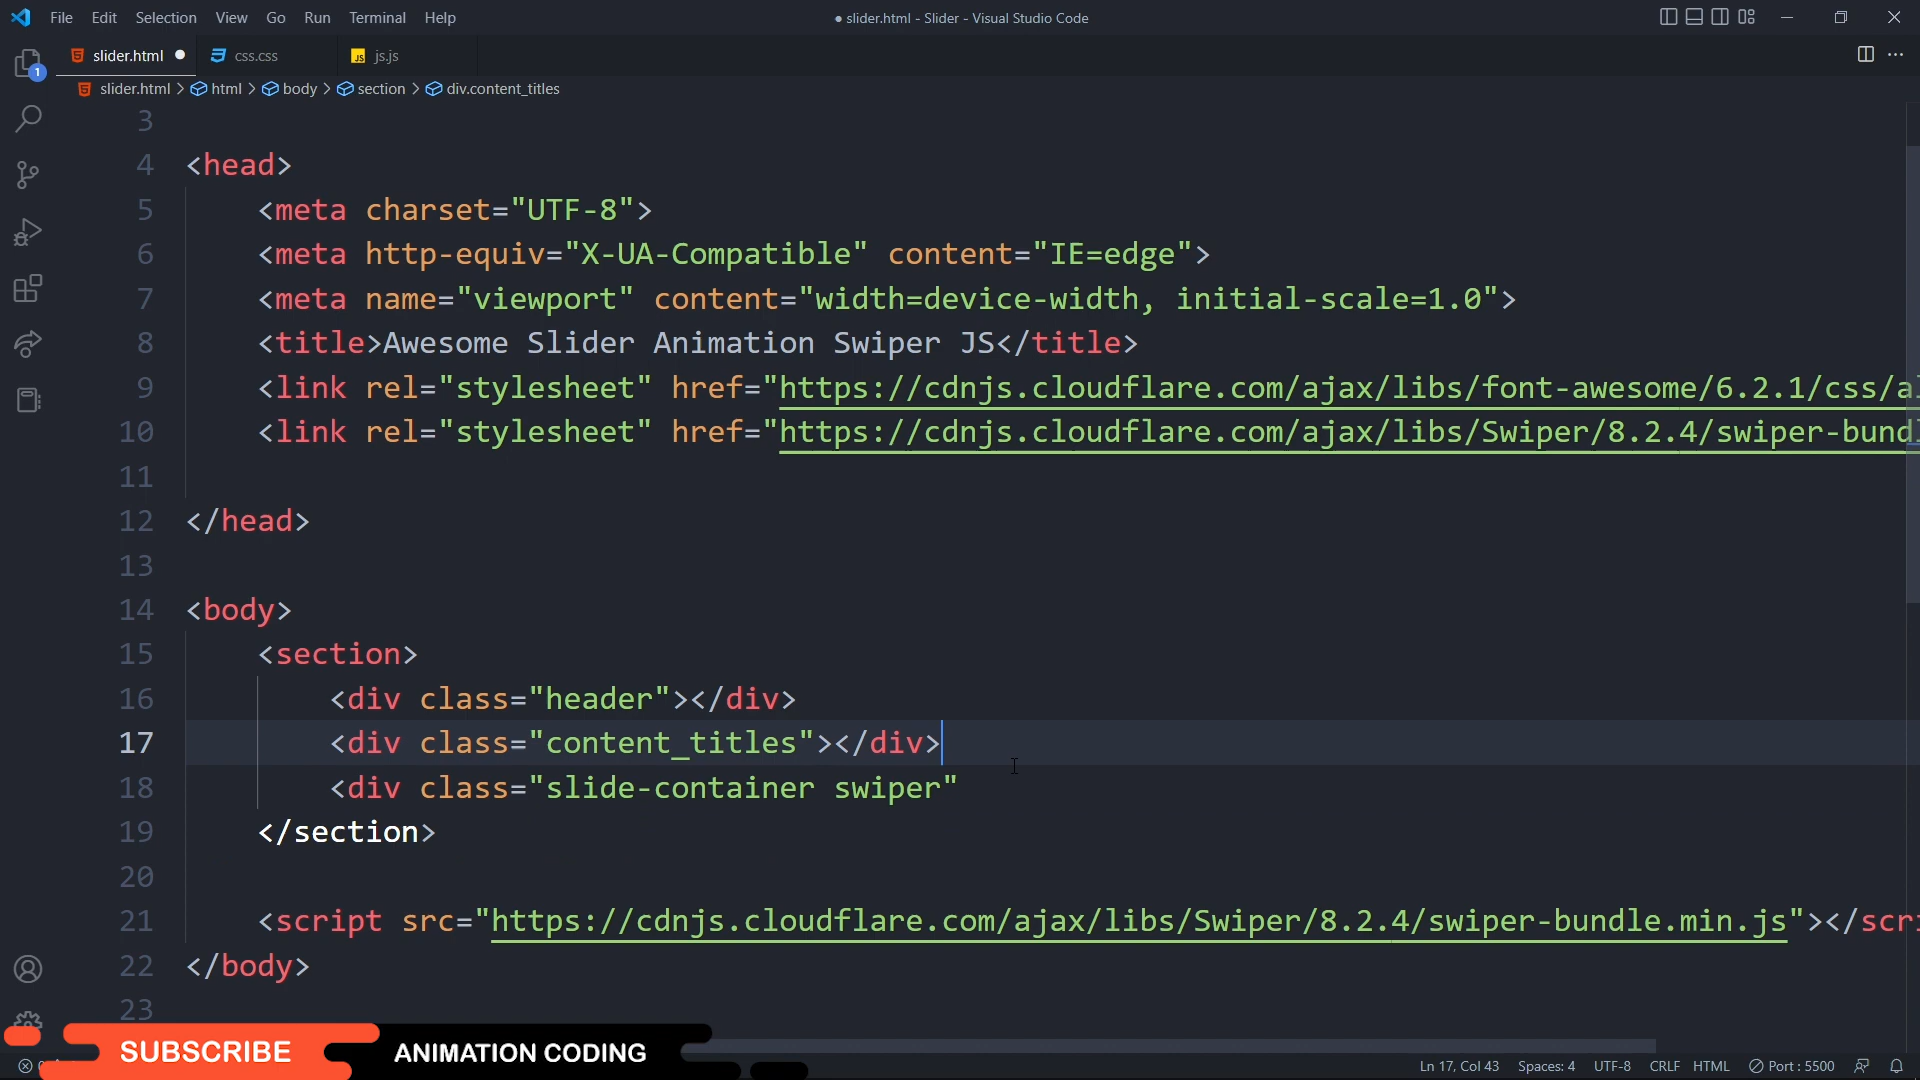 File Edit Selection View Go Run Terminal Help
● slider.html - Slider - Visual Studio Code
slider.html ● css.css JS js.js
1
slider.html > html > body > section > div.content_titles
3
4 <head>
5 <meta charset="UTF-8">
6 <meta http-equiv="X-UA-Compatible" content="IE=edge">
7 <meta name="viewport" content="width=device-width, initial-scale=1.0">
8 <title>Awesome Slider Animation Swiper JS</title>
9 <link rel="stylesheet" href="https://cdnjs.cloudflare.com/ajax/libs/font-awesome/6.2.1/css/al
10 <link rel="stylesheet" href="https://cdnjs.cloudflare.com/ajax/libs/Swiper/8.2.4/swiper-bundl
11
12 </head>
13
14 <body>
15 <section>
16 <div class="header"></div>
17 <div class="content_titles"></div>
18 <div class="slide-container swiper"
19 </section>
20
21 <script src="https://cdnjs.cloudflare.com/ajax/libs/Swiper/8.2.4/swiper-bundle.min.js"></scri
22 </body>
23
SUBSCRIBE ANIMATION CODING
Ln 17, Col 43 Spaces: 4 UTF-8 CRLF HTML Port : 5500